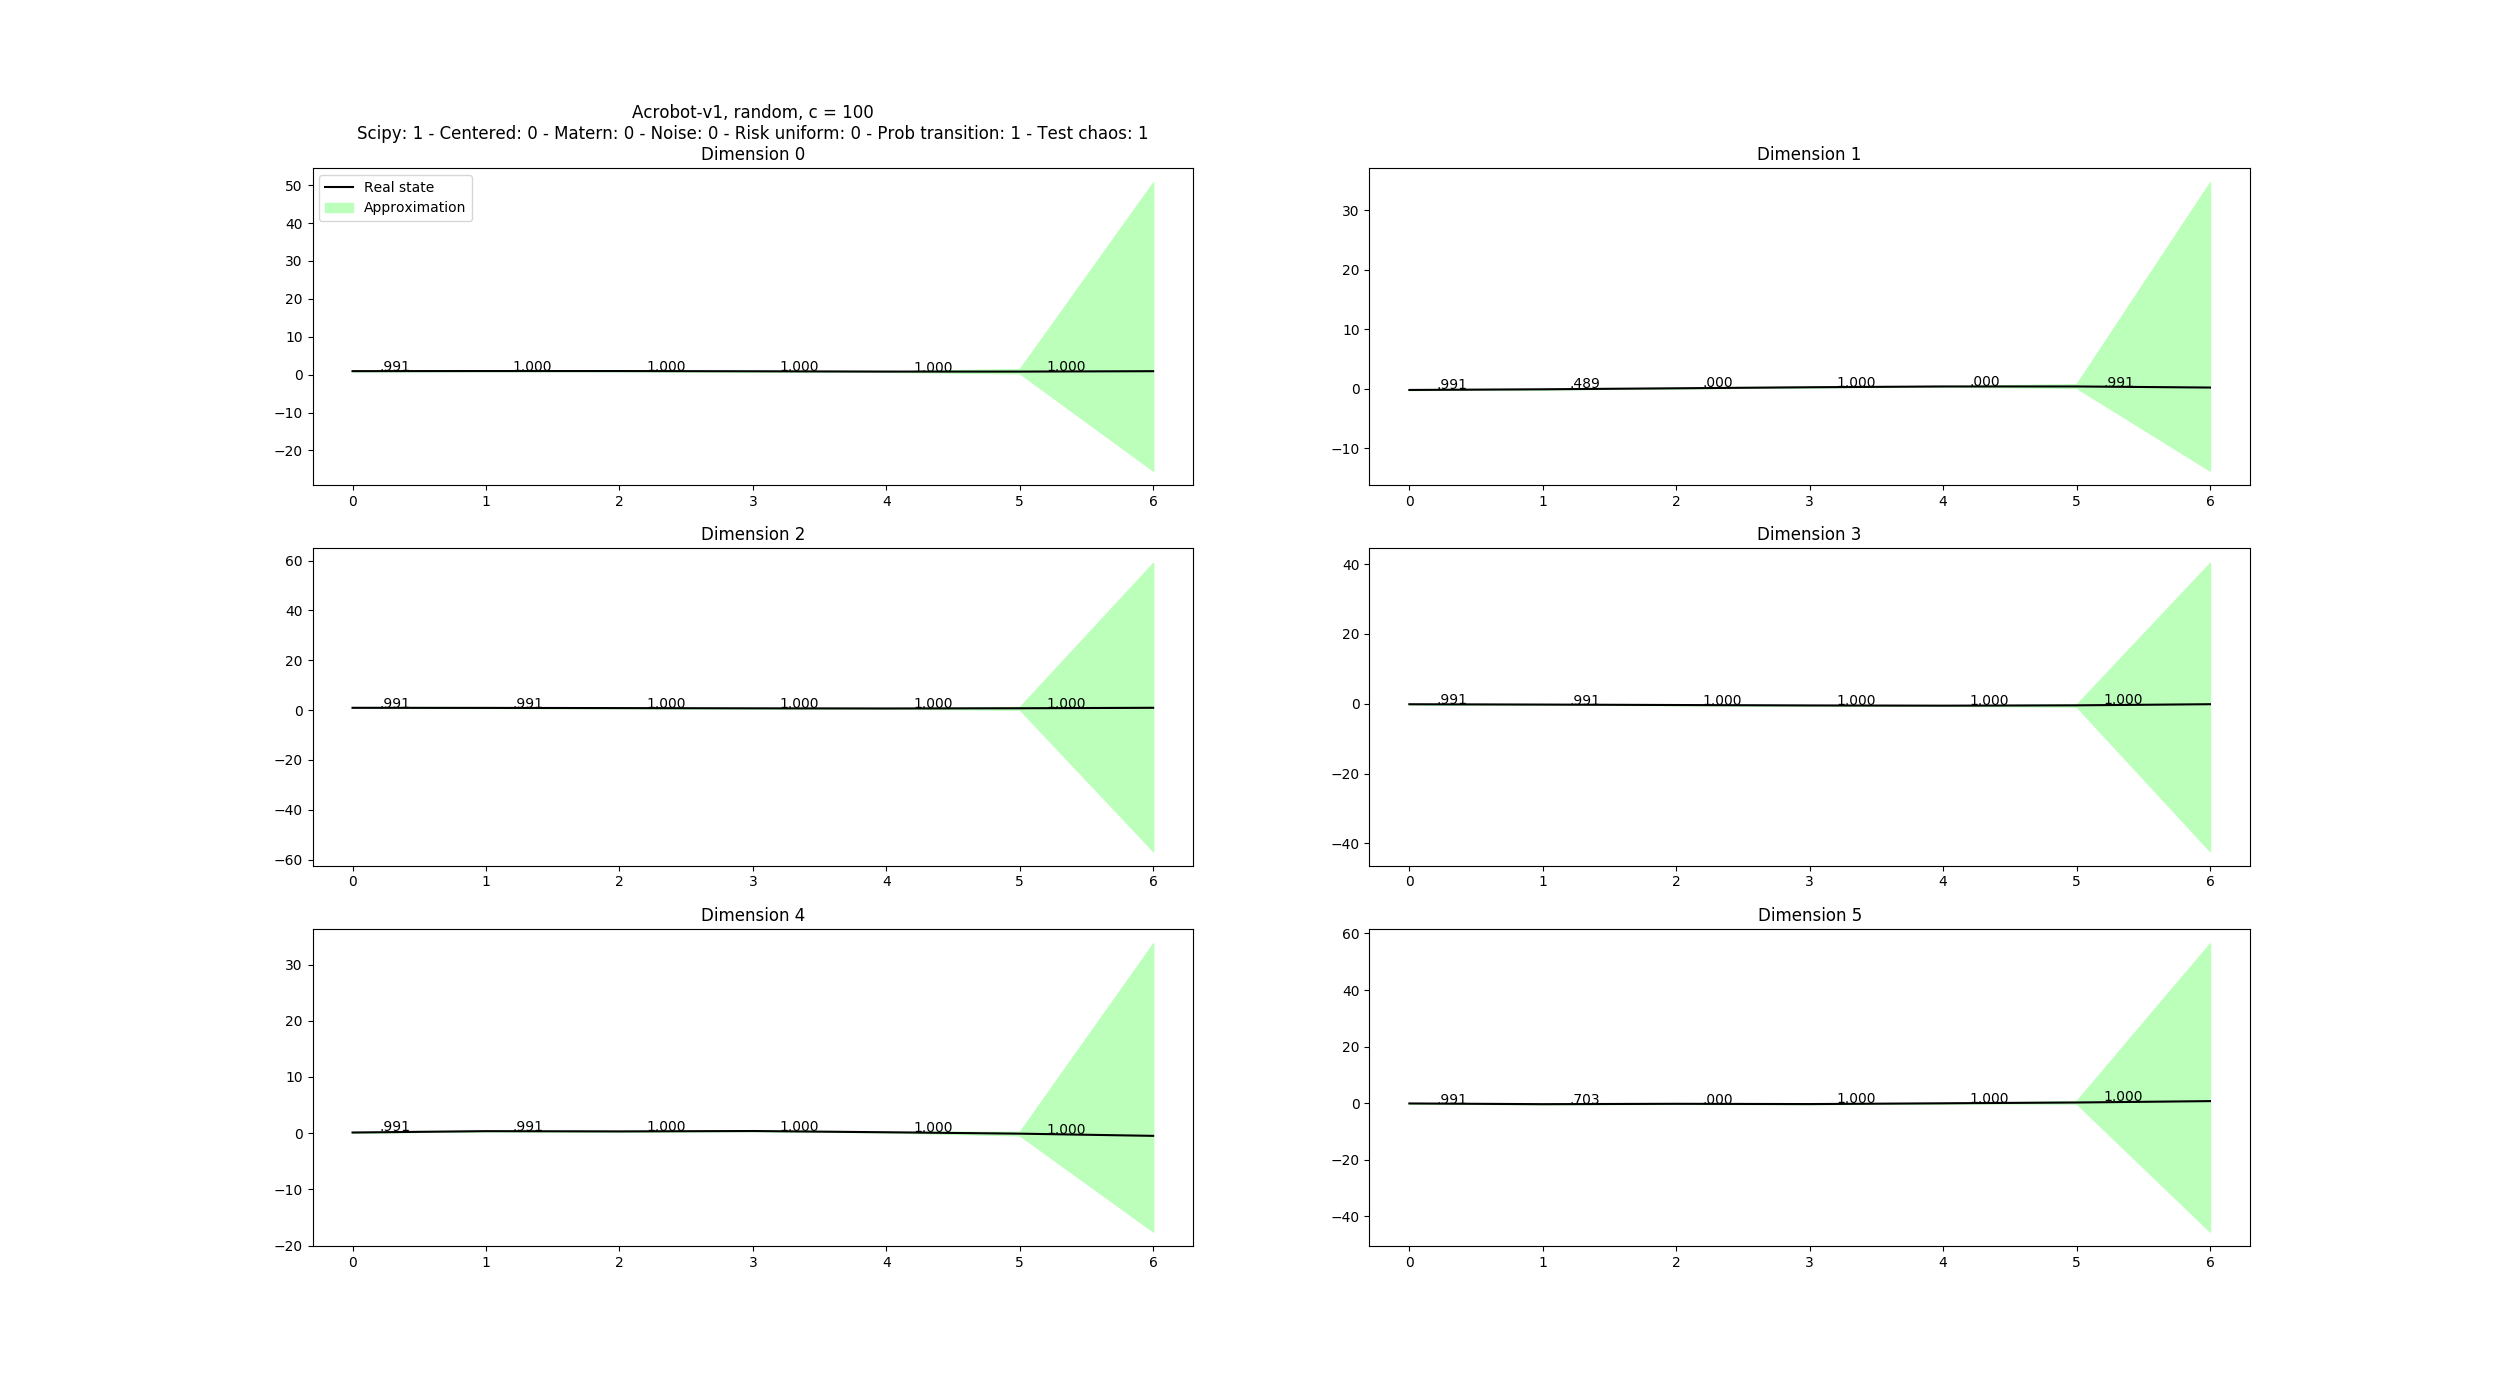 Acrobot-v1, random, c = 100
Scipy: 1 - Centered: 0 - Matern: 0 - Noise: 0 - Risk uniform: 0 - Prob transition: 1 - Test chaos: 1
Dimension 0
Real state
Approximation
50
40
30
20
10
0
−10
−20
.991 1.000 1.000 1.000 1.000 1.000
0 1 2 3 4 5 6
Dimension 1
30
20
10
0
−10
.991 .489 .000 1.000 .000 .991
0 1 2 3 4 5 6
Dimension 2
60
40
20
0
−20
−40
−60
.991 .991 1.000 1.000 1.000 1.000
0 1 2 3 4 5 6
Dimension 3
40
20
0
−20
−40
.991 .991 1.000 1.000 1.000 1.000
0 1 2 3 4 5 6
Dimension 4
30
20
10
0
−10
−20
.991 .991 1.000 1.000 1.000 1.000
0 1 2 3 4 5 6
Dimension 5
60
40
20
0
−20
−40
.991 .703 .000 1.000 1.000 1.000
0 1 2 3 4 5 6